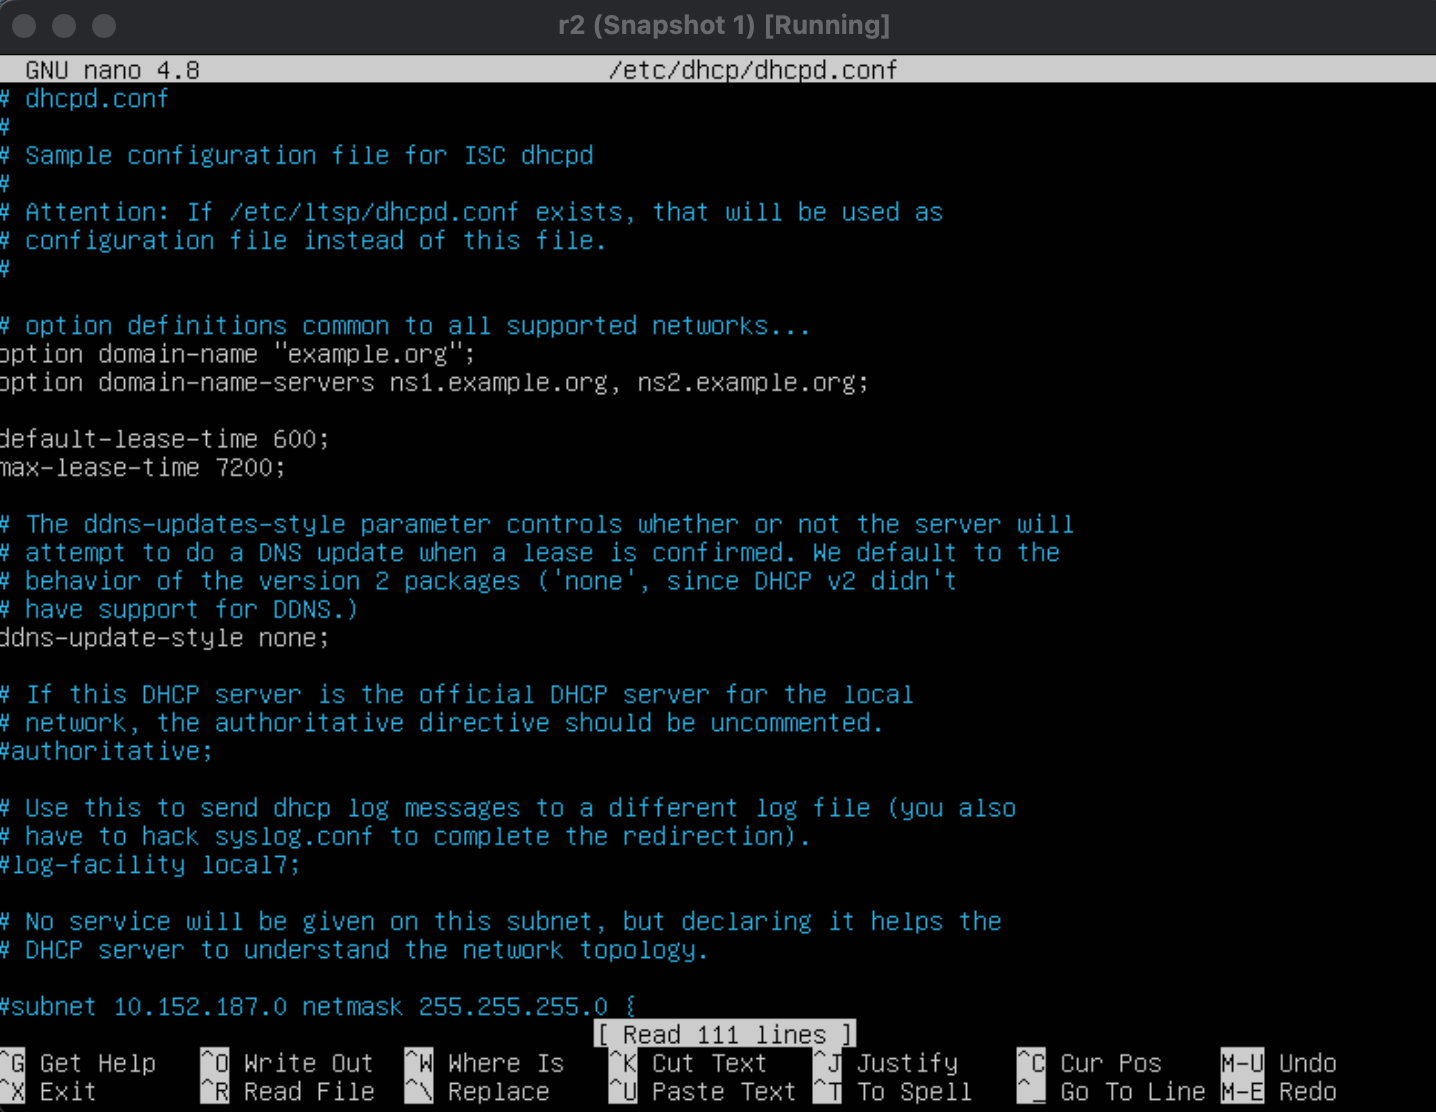 r2 (Snapshot 1) [Running]
GNU nano 4.8 /etc/dhcp/dhcpd.conf
# dhcpd.conf
#
# Sample configuration file for ISC dhcpd
#
# Attention: If /etc/ltsp/dhcpd.conf exists, that will be used as
# configuration file instead of this file.
#
# option definitions common to all supported networks...
option domain-name "example.org";
option domain-name-servers ns1.example.org, ns2.example.org;
default-lease-time 600;
max-lease-time 7200;
# The ddns-updates-style parameter controls whether or not the server will
# attempt to do a DNS update when a lease is confirmed. We default to the
# behavior of the version 2 packages ('none', since DHCP v2 didn't
# have support for DDNS.)
ddns-update-style none;
# If this DHCP server is the official DHCP server for the local
# network, the authoritative directive should be uncommented.
#authoritative;
# Use this to send dhcp log messages to a different log file (you also
# have to hack syslog.conf to complete the redirection).
#log-facility local7;
# No service will be given on this subnet, but declaring it helps the
# DHCP server to understand the network topology.
#subnet 10.152.187.0 netmask 255.255.255.0 {
[ Read 111 lines ]
^G Get Help ^O Write Out ^W Where Is ^K Cut Text ^J Justify ^C Cur Pos M-U Undo
^X Exit ^R Read File ^\ Replace ^U Paste Text ^T To Spell ^_ Go To Line M-E Redo